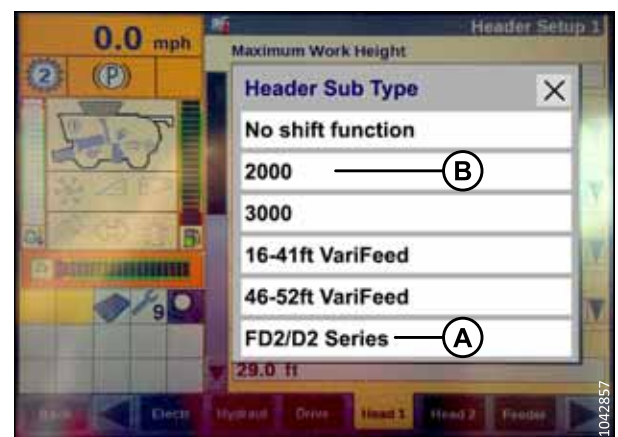 0.0 mph
Header Setup 1
Maximum Work Height
2
P
Header Sub Type
No shift function
2000
B
3000
16-41ft VariFeed
46-52ft VariFeed
9
FD2/D2 Series
A
29.0 ft
Back
Electr
Hydraul
Drive
Head 1
Head 2
Feeder
1042857